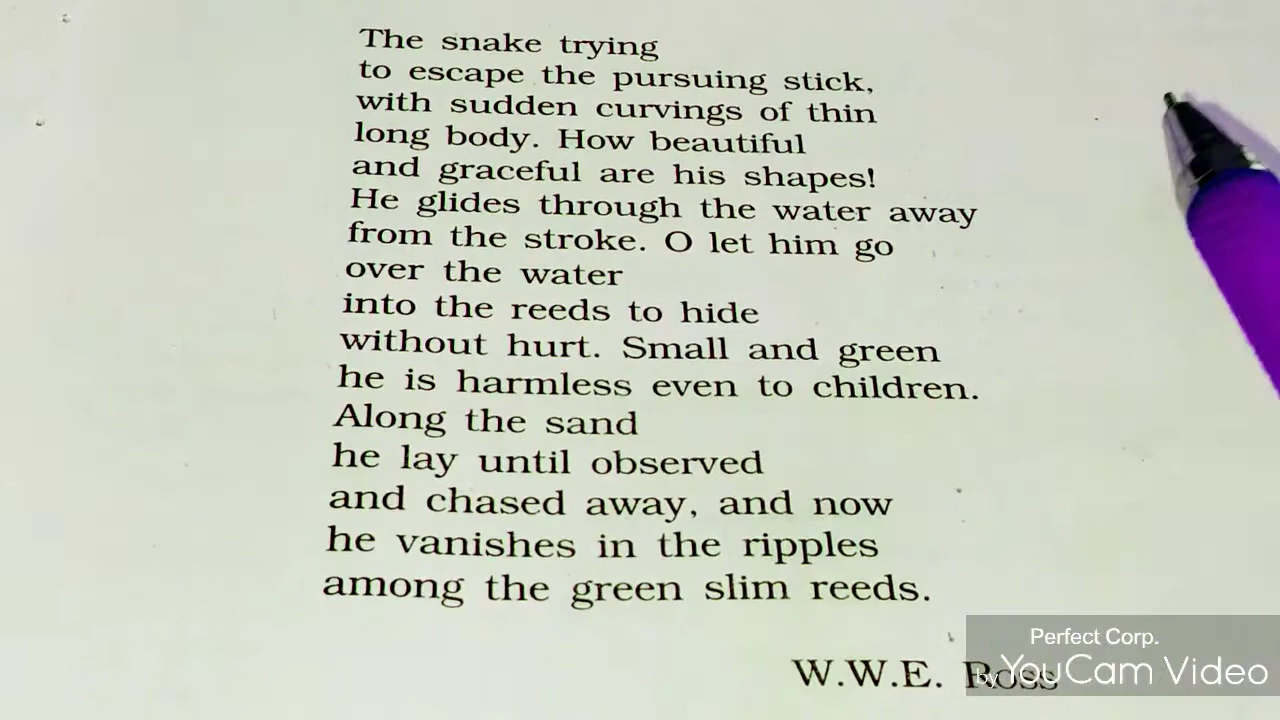 The snake trying
to escape the pursuing stick,
with sudden curvings of thin
long body. How beautiful
and graceful are his shapes!
He glides through the water away
from the stroke. O let him go
over the water
into the reeds to hide
without hurt. Small and green
he is harmless even to children.
Along the sand
he lay until observed
and chased away, and now
he vanishes in the ripples
among the green slim reeds.
W.W.E. Ross
Perfect Corp.
by YouCam Video